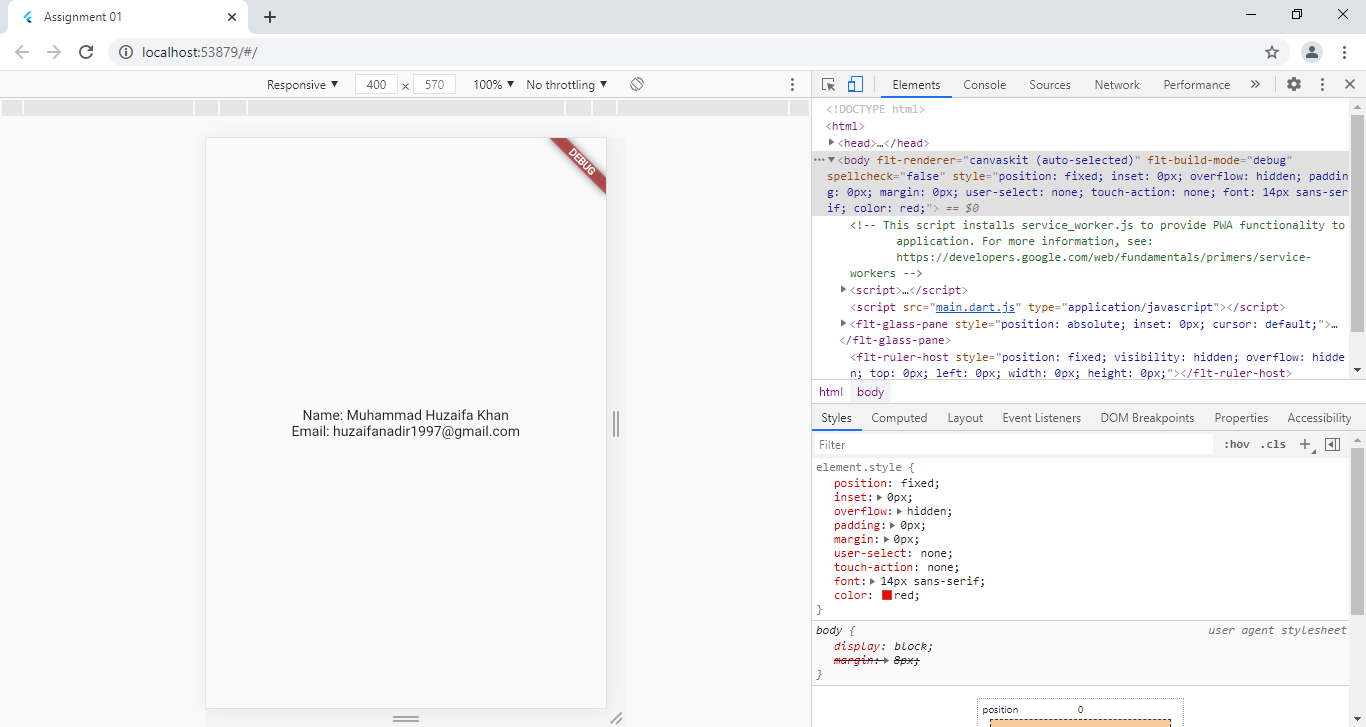 Assignment 01
localhost:53879/#/
Responsive ▼ 400 × 570 100% ▼ No throttling ▼
Elements Console Sources Network Performance »
DEBUG
Name: Muhammad Huzaifa Khan
Email: huzaifanadir1997@gmail.com
<!DOCTYPE html>
<html>
▶<head>…</head>
…▼<body flt-renderer="canvaskit (auto-selected)" flt-build-mode="debug"
spellcheck="false" style="position: fixed; inset: 0px; overflow: hidden; paddin
g: 0px; margin: 0px; user-select: none; touch-action: none; font: 14px sans-ser
if; color: red;"> == $0
<!-- This script installs service_worker.js to provide PWA functionality to
application. For more information, see:
https://developers.google.com/web/fundamentals/primers/service-
workers -->
▶<script>…</script>
<script src="main.dart.js" type="application/javascript"></script>
▶<flt-glass-pane style="position: absolute; inset: 0px; cursor: default;">…
</flt-glass-pane>
<flt-ruler-host style="position: fixed; visibility: hidden; overflow: hidde
n; top: 0px; left: 0px; width: 0px; height: 0px;"></flt-ruler-host>
html body
Styles Computed Layout Event Listeners DOM Breakpoints Properties Accessibility
Filter :hov .cls +
element.style {
position: fixed;
inset:▶ 0px;
overflow:▶ hidden;
padding:▶ 0px;
margin:▶ 0px;
user-select: none;
touch-action: none;
font:▶ 14px sans-serif;
color: red;
}
body { user agent stylesheet
display: block;
margin:▶ 8px;
}
position 0